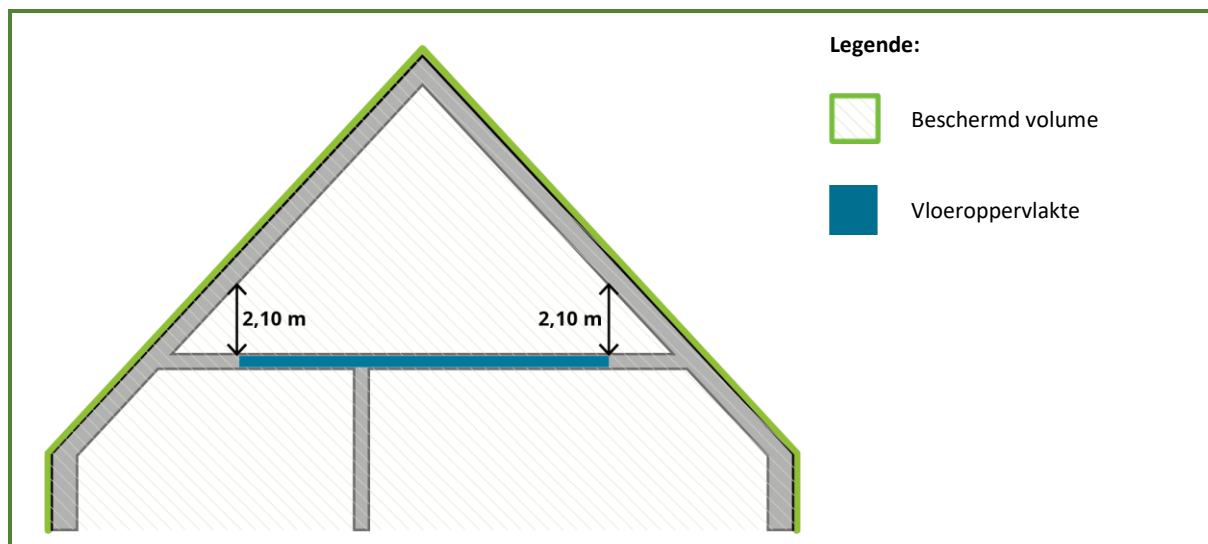 Legende:
Beschermd volume
2,10 m
2,10 m
Vloeroppervlakte